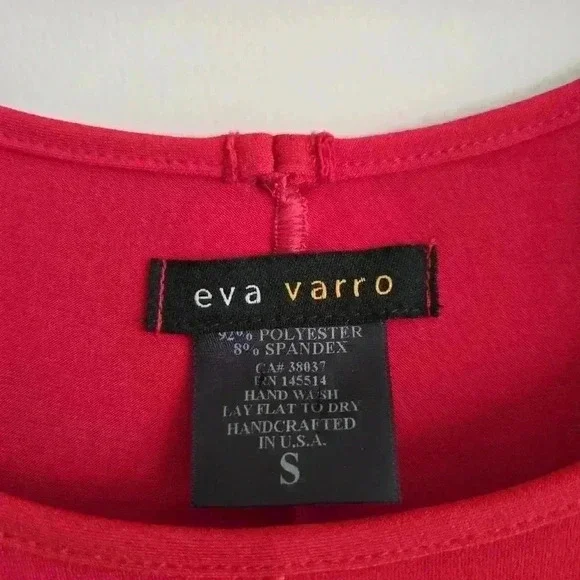 eva varro
92% POLYESTER
8% SPANDEX
CA# 38037
RN 145514
HAND WASH
LAY FLAT TO DRY
HANDCRAFTED
IN U.S.A.
S